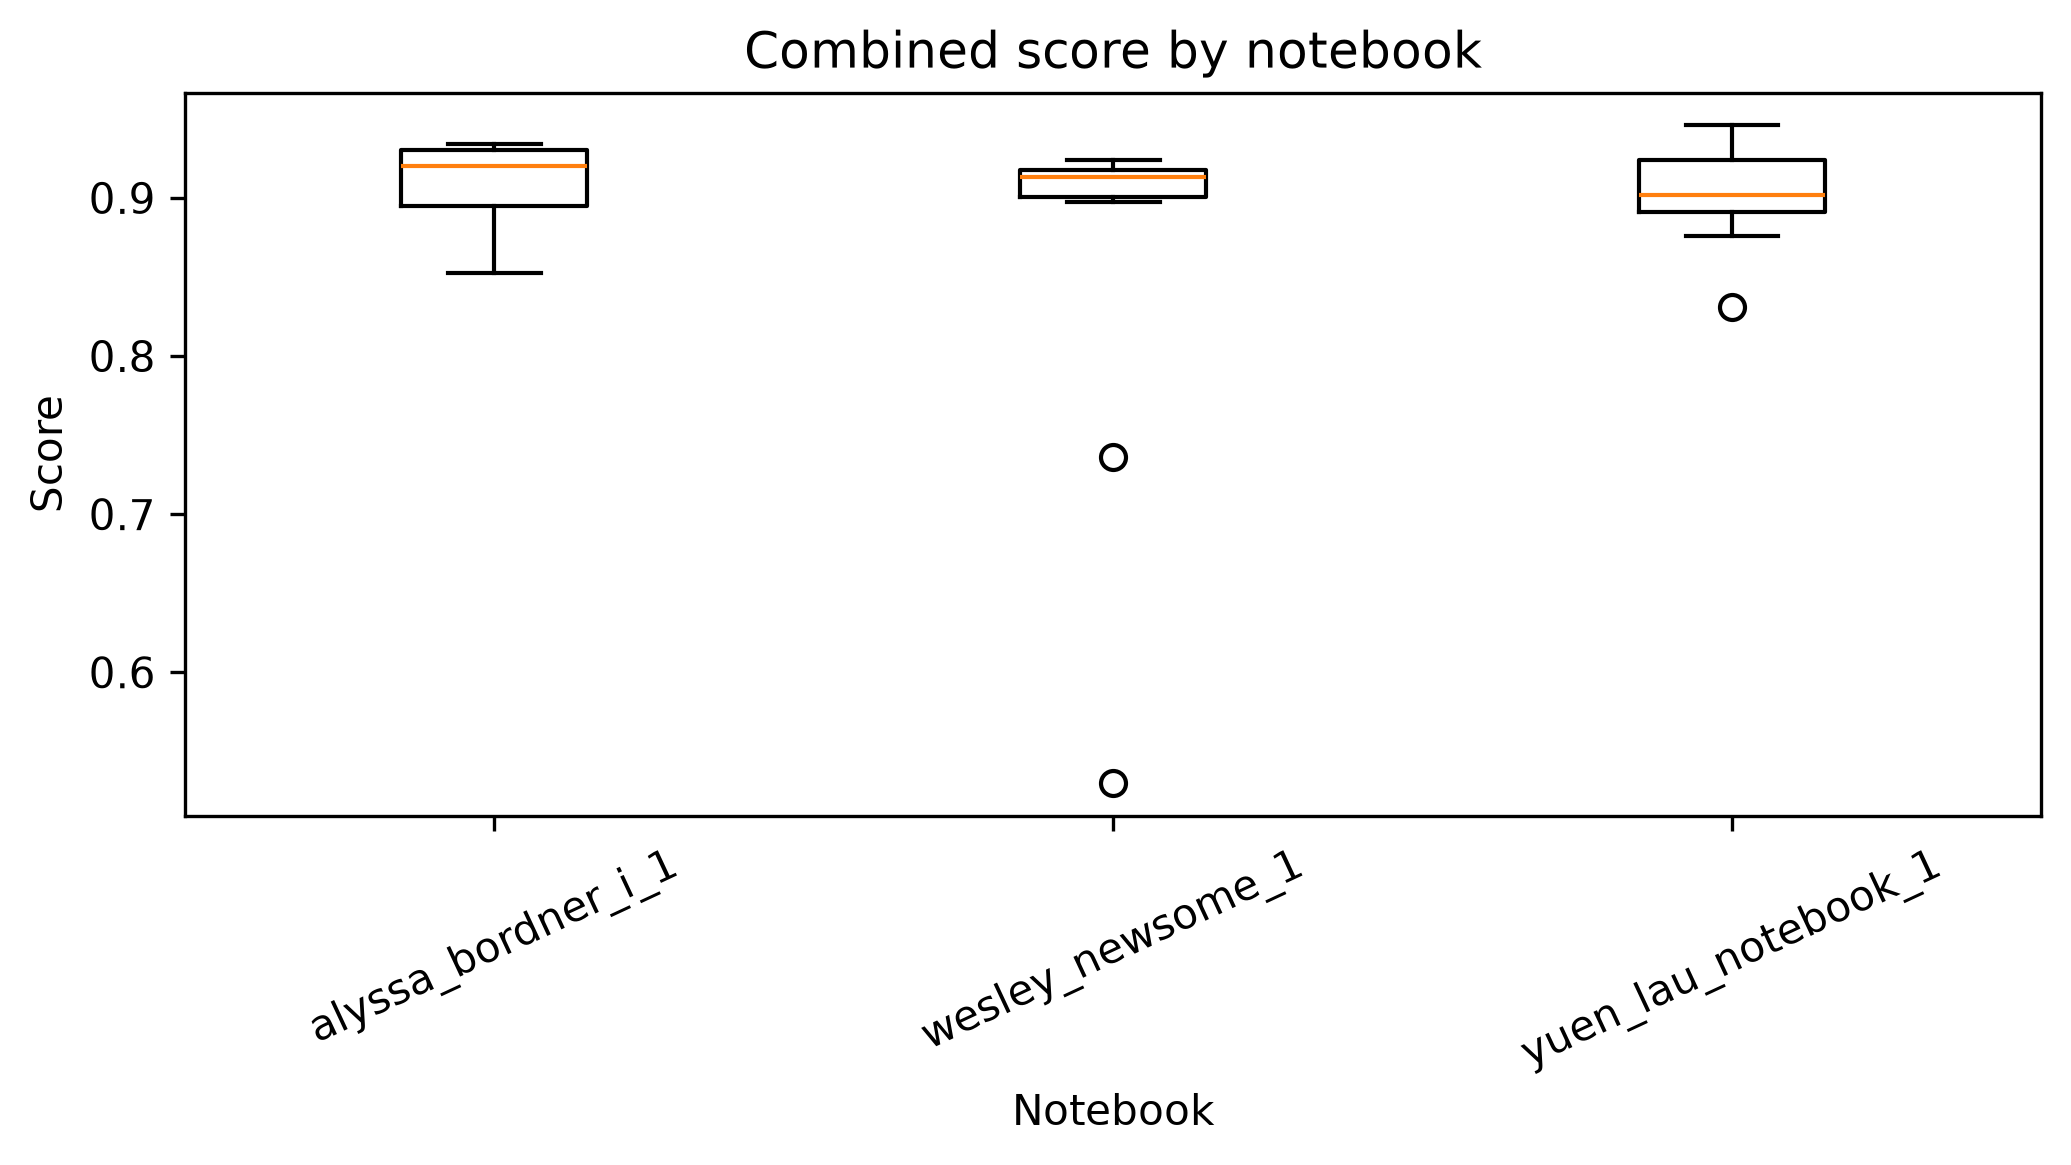 Combined score by notebook
Score
0.9
0.8
0.7
0.6
alyssa_bordner_i_1
wesley_newsome_1
yuen_lau_notebook_1
Notebook